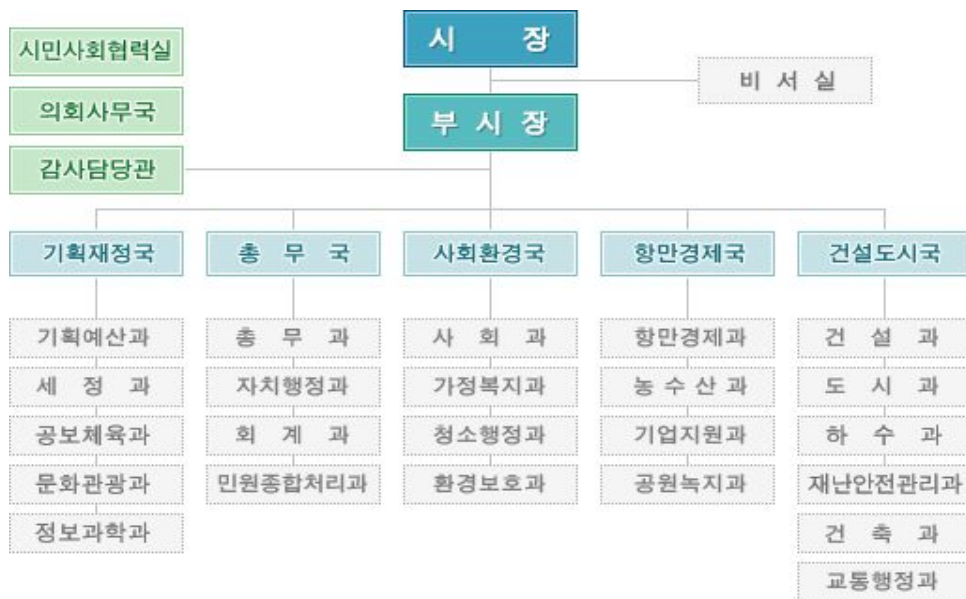 시 장
비 서 실
부 시 장
시민사회협력실
의회사무국
감사담당관
기획재정국
기획예산과
세 정 과
공보체육과
문화관광과
정보과학과
총 무 국
총 무 과
자치행정과
회 계 과
민원종합처리과
사회환경국
사 회 과
가정복지과
청소행정과
환경보호과
항만경제국
항만경제과
농 수 산 과
기업지원과
공원녹지과
건설도시국
건 설 과
도 시 과
하 수 과
재난안전관리과
건 축 과
교통행정과